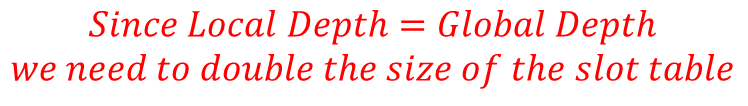 Since Local Depth = Global Depth
we need to double the size of the slot table